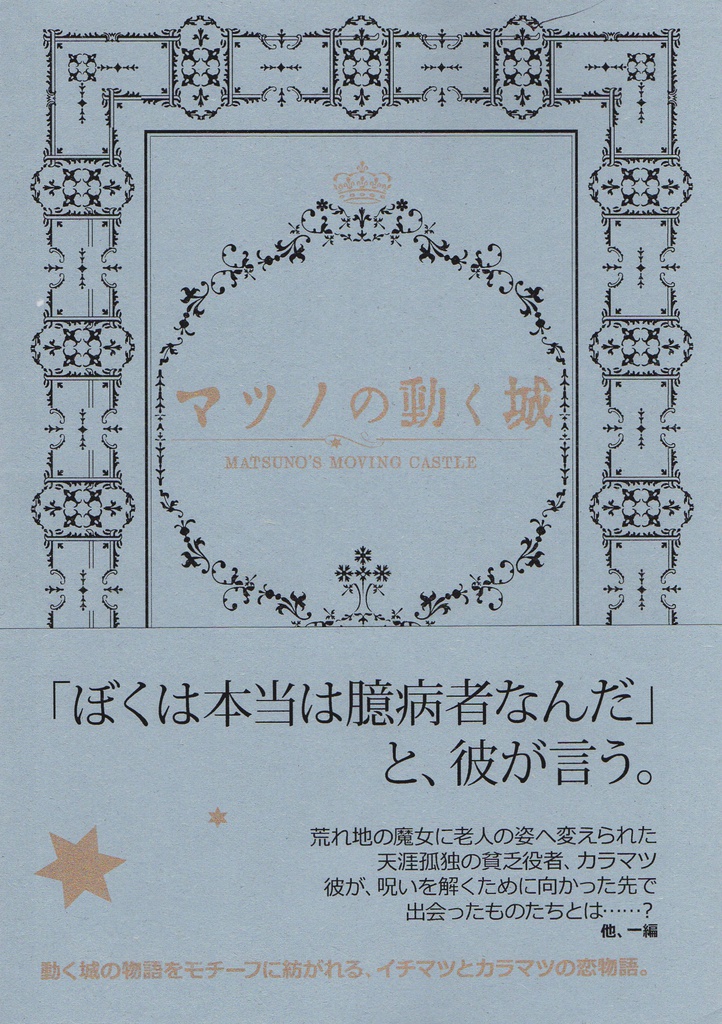 マツノの動く城
MATSUNO'S MOVING CASTLE
「ぼくは本当は臆病者なんだ」
と、彼が言う。
荒れ地の魔女に老人の姿へ変えられた
天涯孤独の貧乏役者、カラマツ
彼が、呪いを解くために向かった先で
出会ったものたちとは……?
他、一編
動く城の物語をモチーフに紡がれる、イチマツとカラマツの恋物語。